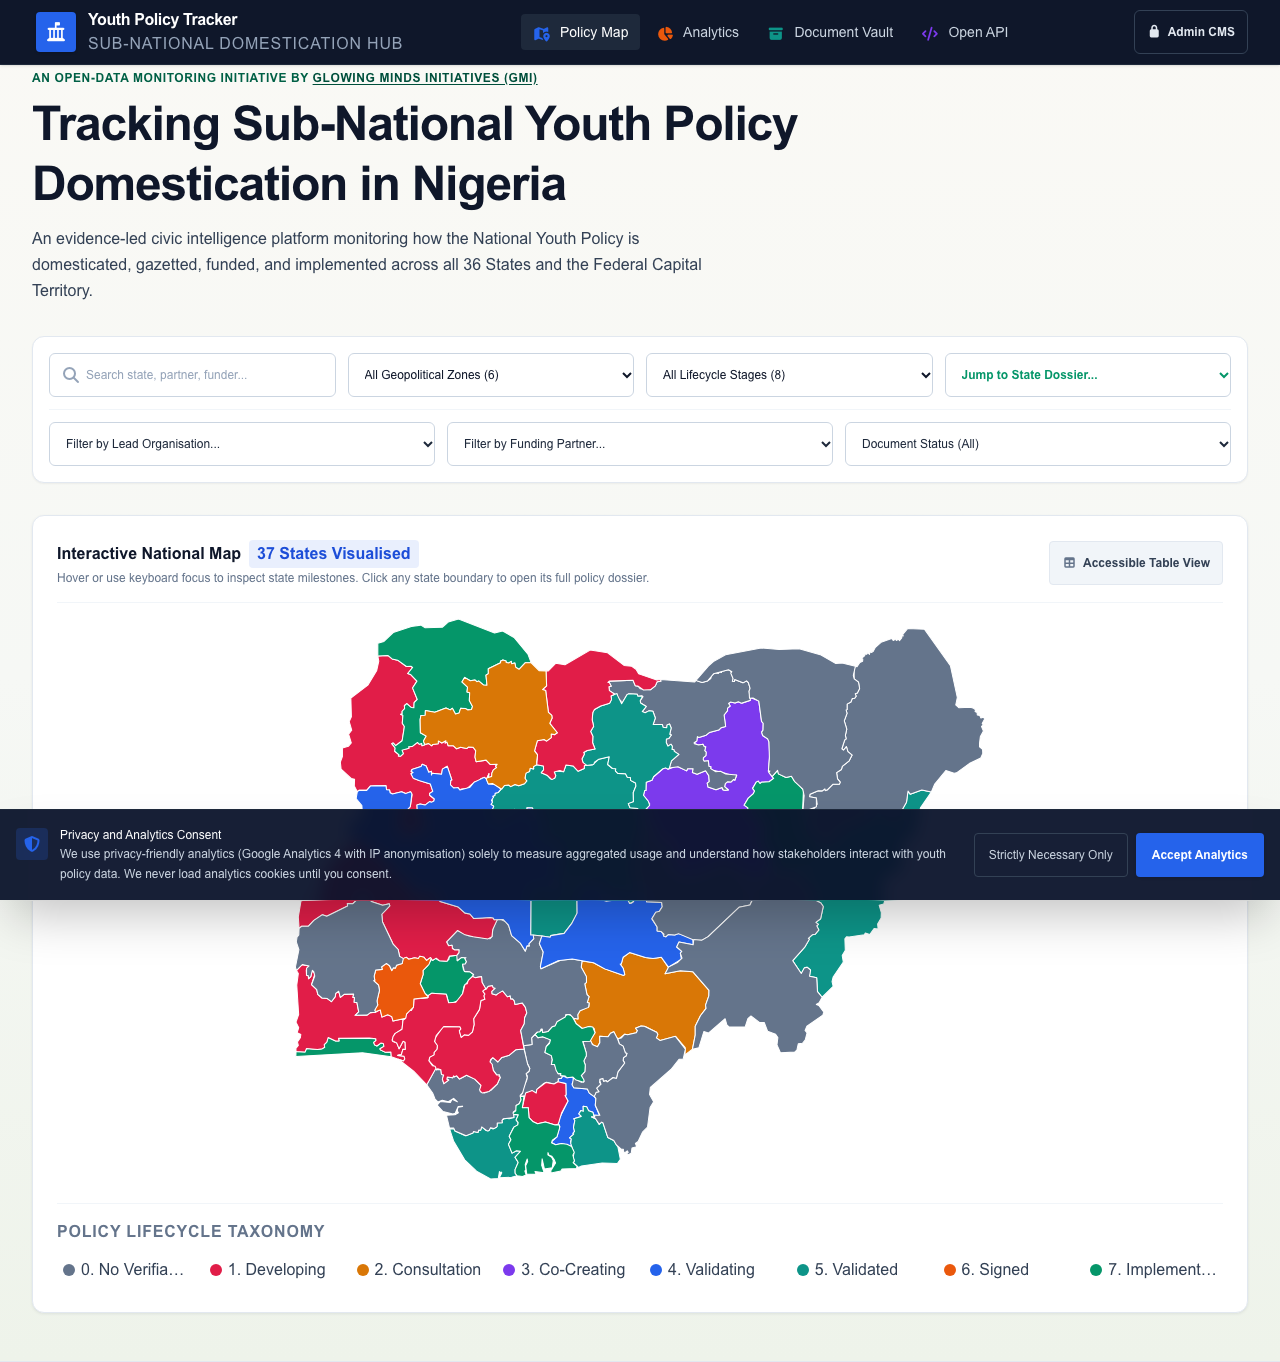 Youth Policy Tracker
SUB-NATIONAL DOMESTICATION HUB
Policy Map
Analytics
Document Vault
Open API
Admin CMS
AN OPEN-DATA MONITORING INITIATIVE BY GLOWING MINDS INITIATIVES (GMI)
Tracking Sub-National Youth Policy
Domestication in Nigeria
An evidence-led civic intelligence platform monitoring how the National Youth Policy is
domesticated, gazetted, funded, and implemented across all 36 States and the Federal Capital
Territory.
Search state, partner, funder...
All Geopolitical Zones (6)
All Lifecycle Stages (8)
Jump to State Dossier...
Filter by Lead Organisation...
Filter by Funding Partner...
Document Status (All)
Interactive National Map
37 States Visualised
Hover or use keyboard focus to inspect state milestones. Click any state boundary to open its full policy dossier.
Accessible Table View
Privacy and Analytics Consent
We use privacy-friendly analytics (Google Analytics 4 with IP anonymisation) solely to measure aggregated usage and understand how stakeholders interact with youth
policy data. We never load analytics cookies until you consent.
Strictly Necessary Only
Accept Analytics
POLICY LIFECYCLE TAXONOMY
0. No Verifia...
1. Developing
2. Consultation
3. Co-Creating
4. Validating
5. Validated
6. Signed
7. Implement...